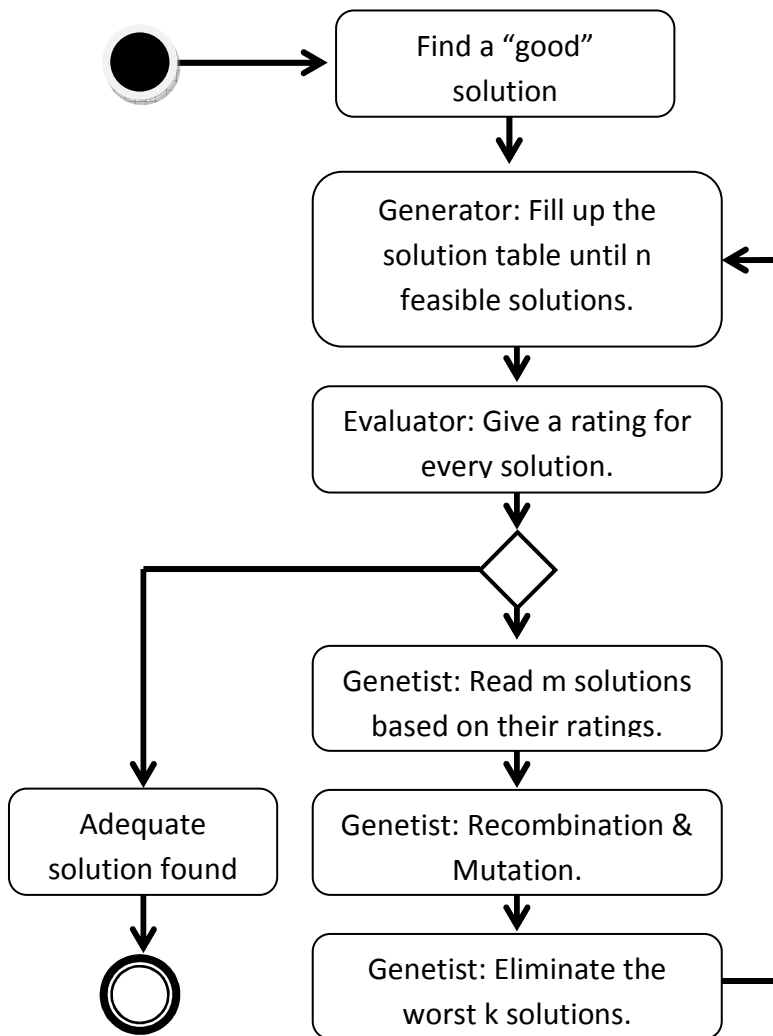 Find a “good”
solution
Generator: Fill up the
solution table until n
feasible solutions.
Evaluator: Give a rating for
every solution.
Genetist: Read m solutions
based on their ratings.
Adequate
solution found
Genetist: Recombination &
Mutation.
Genetist: Eliminate the
worst k solutions.